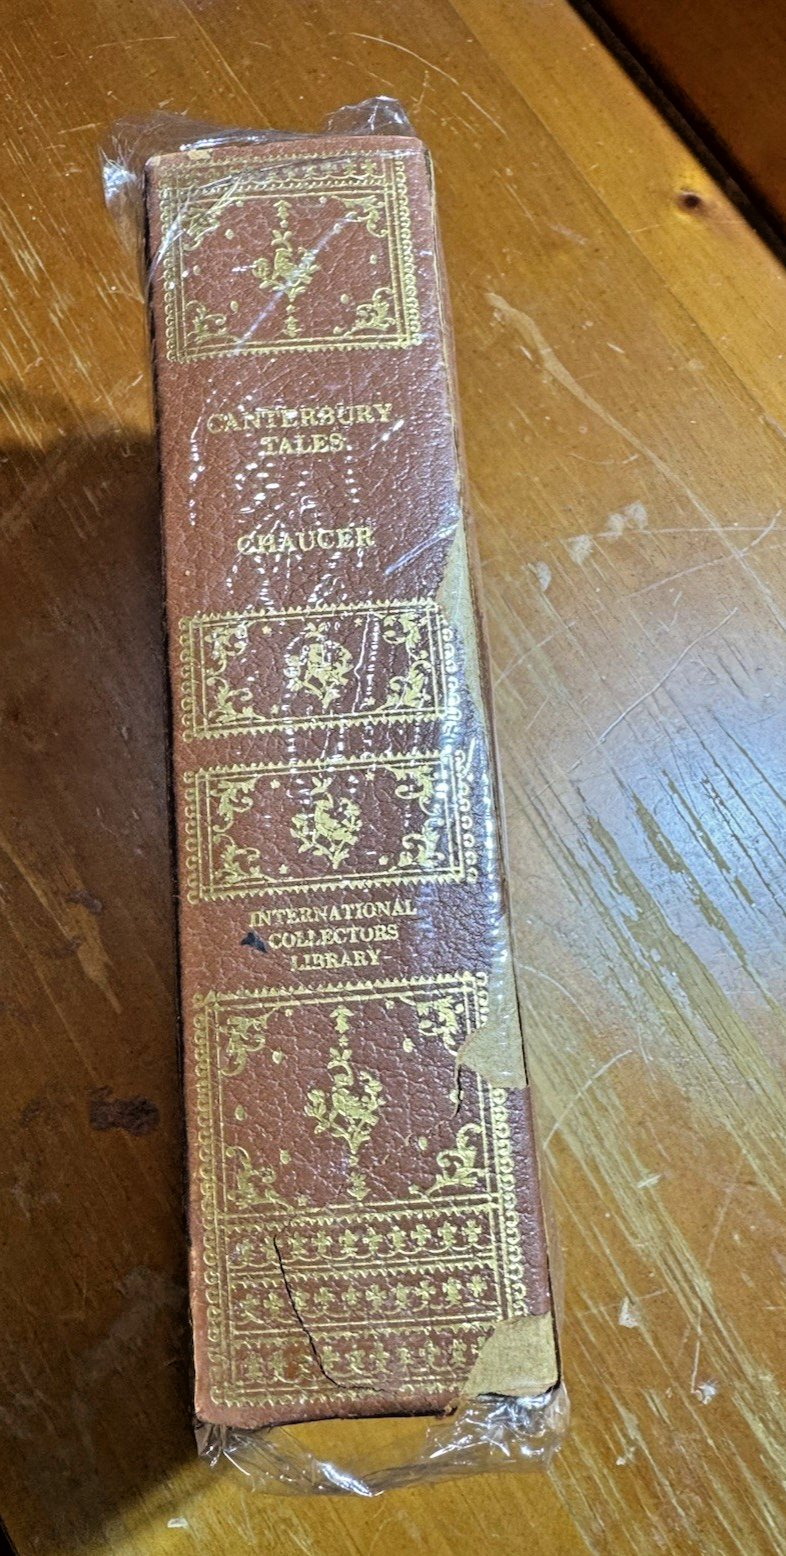 CANTERBURY
TALES
CHAUCER
INTERNATIONAL
COLLECTORS
LIBRARY